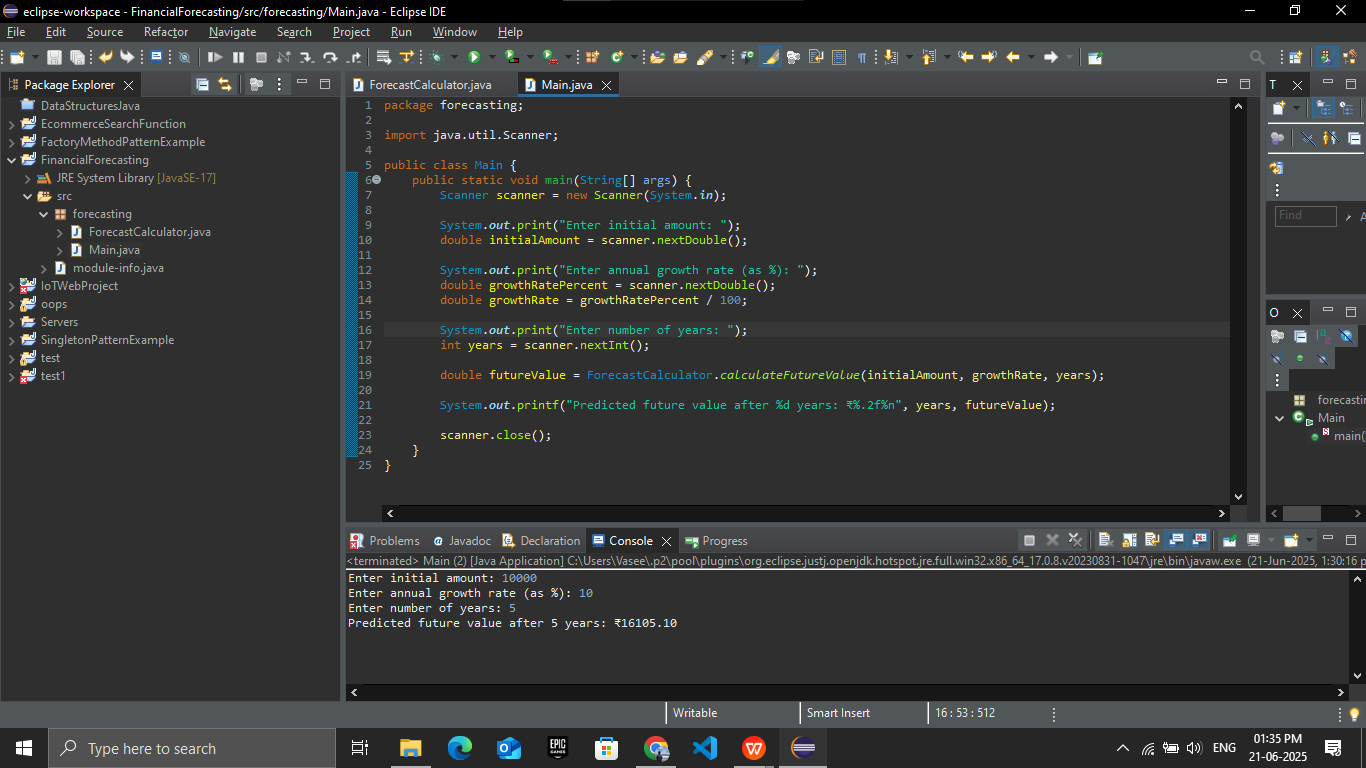 eclipse-workspace - FinancialForecasting/src/forecasting/Main.java - Eclipse IDE
File Edit Source Refactor Navigate Search Project Run Window Help
Package Explorer
DataStructuresJava
EcommerceSearchFunction
FactoryMethodPatternExample
FinancialForecasting
JRE System Library [JavaSE-17]
src
forecasting
ForecastCalculator.java
Main.java
module-info.java
IoTWebProject
oops
Servers
SingletonPatternExample
test
test1
ForecastCalculator.java Main.java
1 package forecasting;
2
3 import java.util.Scanner;
4
5 public class Main {
6 public static void main(String[] args) {
7 Scanner scanner = new Scanner(System.in);
8
9 System.out.print("Enter initial amount: ");
10 double initialAmount = scanner.nextDouble();
11
12 System.out.print("Enter annual growth rate (as %): ");
13 double growthRatePercent = scanner.nextDouble();
14 double growthRate = growthRatePercent / 100;
15
16 System.out.print("Enter number of years: ");
17 int years = scanner.nextInt();
18
19 double futureValue = ForecastCalculator.calculateFutureValue(initialAmount, growthRate, years);
20
21 System.out.printf("Predicted future value after %d years: ₹%.2f%n", years, futureValue);
22
23 scanner.close();
24 }
25 }
T
Find
A
O
forecastin
Main
main(
Problems Javadoc Declaration Console Progress
<terminated> Main (2) [Java Application] C:\Users\Vasee\.p2\pool\plugins\org.eclipse.justj.openjdk.hotspot.jre.full.win32.x86_64_17.0.8.v20230831-1047\jre\bin\javaw.exe (21-Jun-2025, 1:30:16 p
Enter initial amount: 10000
Enter annual growth rate (as %): 10
Enter number of years: 5
Predicted future value after 5 years: ₹16105.10
Writable Smart Insert 16 : 53 : 512
Type here to search
EPIC GAMES
ENG
01:35 PM
21-06-2025